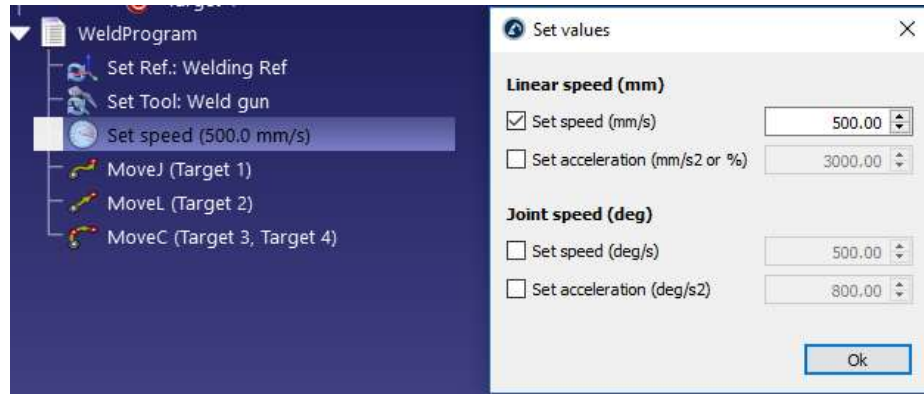 WeldProgram
Set Ref.: Welding Ref
Set Tool: Weld gun
Set speed (500.0 mm/s)
MoveJ (Target 1)
MoveL (Target 2)
MoveC (Target 3, Target 4)
Set values
Linear speed (mm)
Set speed (mm/s) 500.00
Set acceleration (mm/s2 or %) 3000.00
Joint speed (deg)
Set speed (deg/s) 500.00
Set acceleration (deg/s2) 800.00
Ok